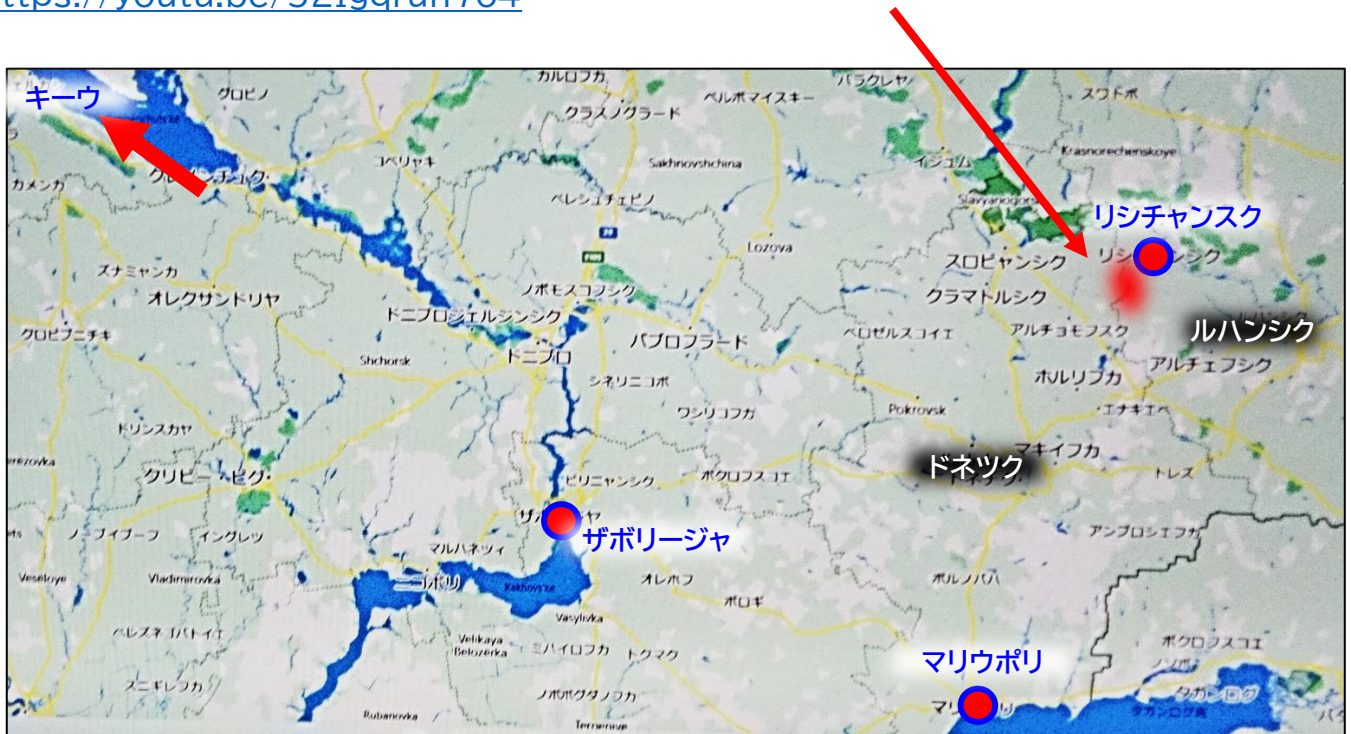 キーウ
グロビノ
カルロフカ
バラクレヤ
クラスノグラード
ペルボマイスキー
スワトボ
コベリャキ
Sakhnovshchina
イジューム
Krasnorechenskoye
カメンカ
クレメンチューク
ペレシュチェピノ
Slavyanogorsk
リシチャンスク
Lozova
スロビャンシク
ズナミャンカ
オレクサンドリヤ
ノボモスコフシク
クラマトルシク
ドニプロジェルシンシク
グロピブニチキ
パブログラード
ベロゼルスコイエ
アルチョモフスク
ルハンシク
Shchorsk
ドニプロ
シネリニコボ
ホルリフカ
アルチェフシク
ワシリコフカ
Pokrovsk
エナキエベ
ドリンスカヤ
マキイフカ
ドネツク
クリビー・ビグ
ビリニャンシク
ポクロフスコエ
トレズ
ザポリージャ
ノーブイブーフ
イングレツ
アンブロシエフカ
マルハネツィ
Veseloye
Vladimirovka
ニコポリ
Kakhovs'ke
オレホフ
ボルノバハ
ポロギ
Vasylivka
ベレズネゴバトイエ
Velikaya
Belozerka
ミハイロフカ
トクマク
ポクロフスコエ
マリウポリ
スニギレフカ
ノボボグダノフカ
タガンログ
タガンログ湾
Rubanovka